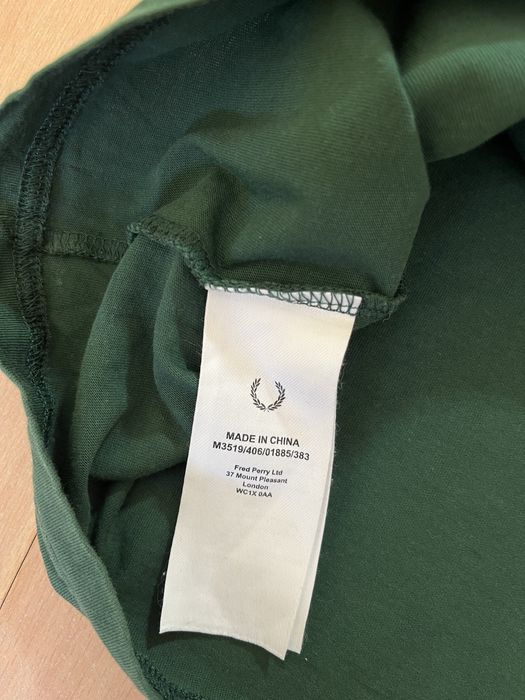 MADE IN CHINA
M3519/406/01885/383
Fred Perry Ltd
37 Mount Pleasant
London
WC1X 0AA